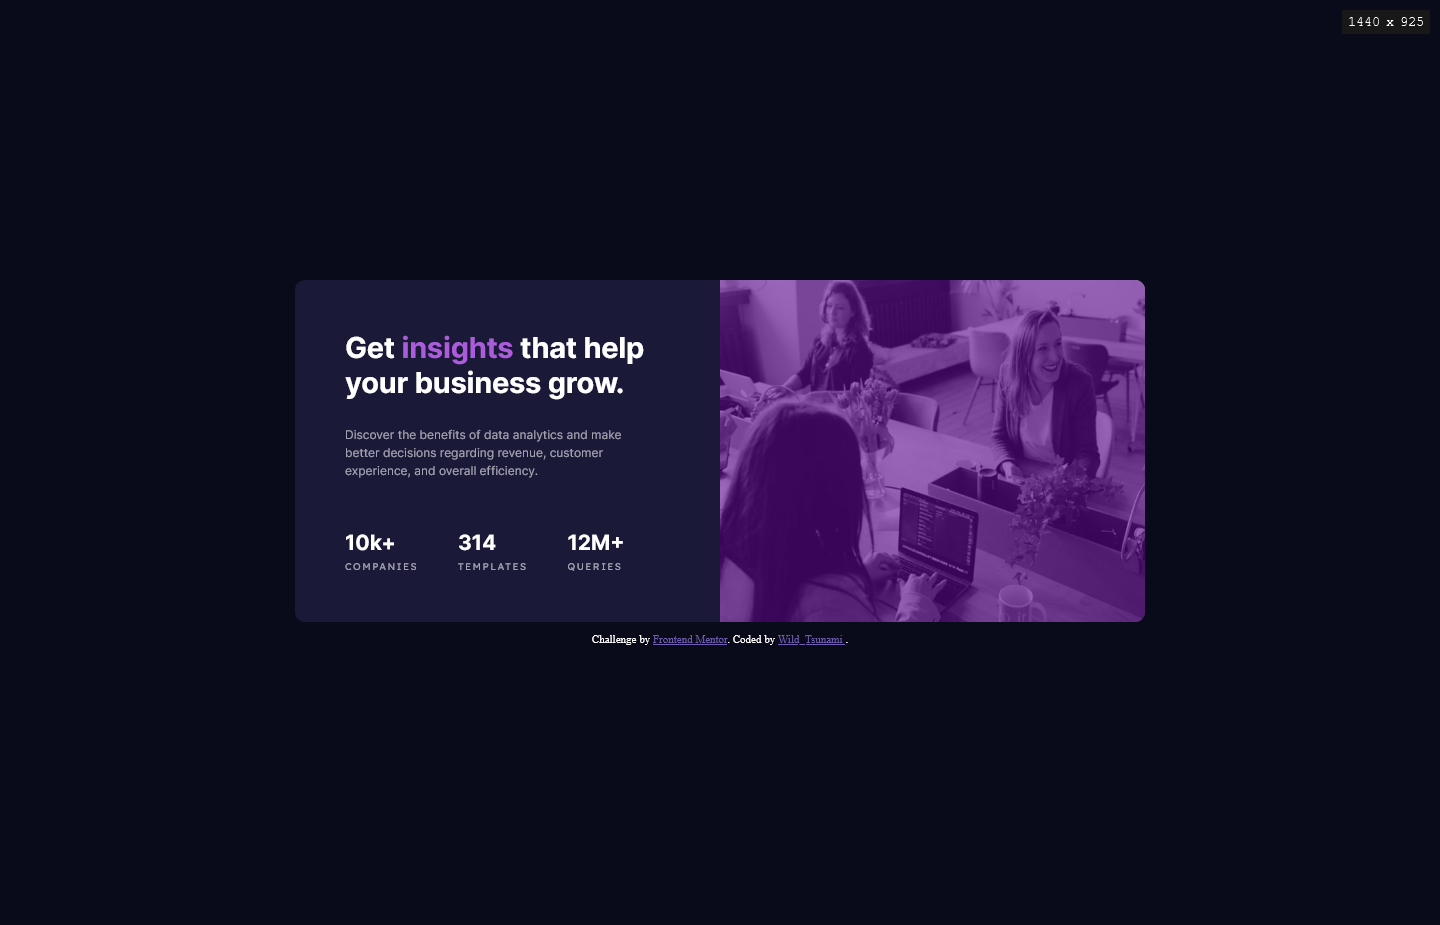 1440 x 925
Get insights that help
your business grow.
Discover the benefits of data analytics and make
better decisions regarding revenue, customer
experience, and overall efficiency.
10k+ 314 12M+
COMPANIES TEMPLATES QUERIES
Challenge by Frontend Mentor. Coded by Wild_Tsunami .